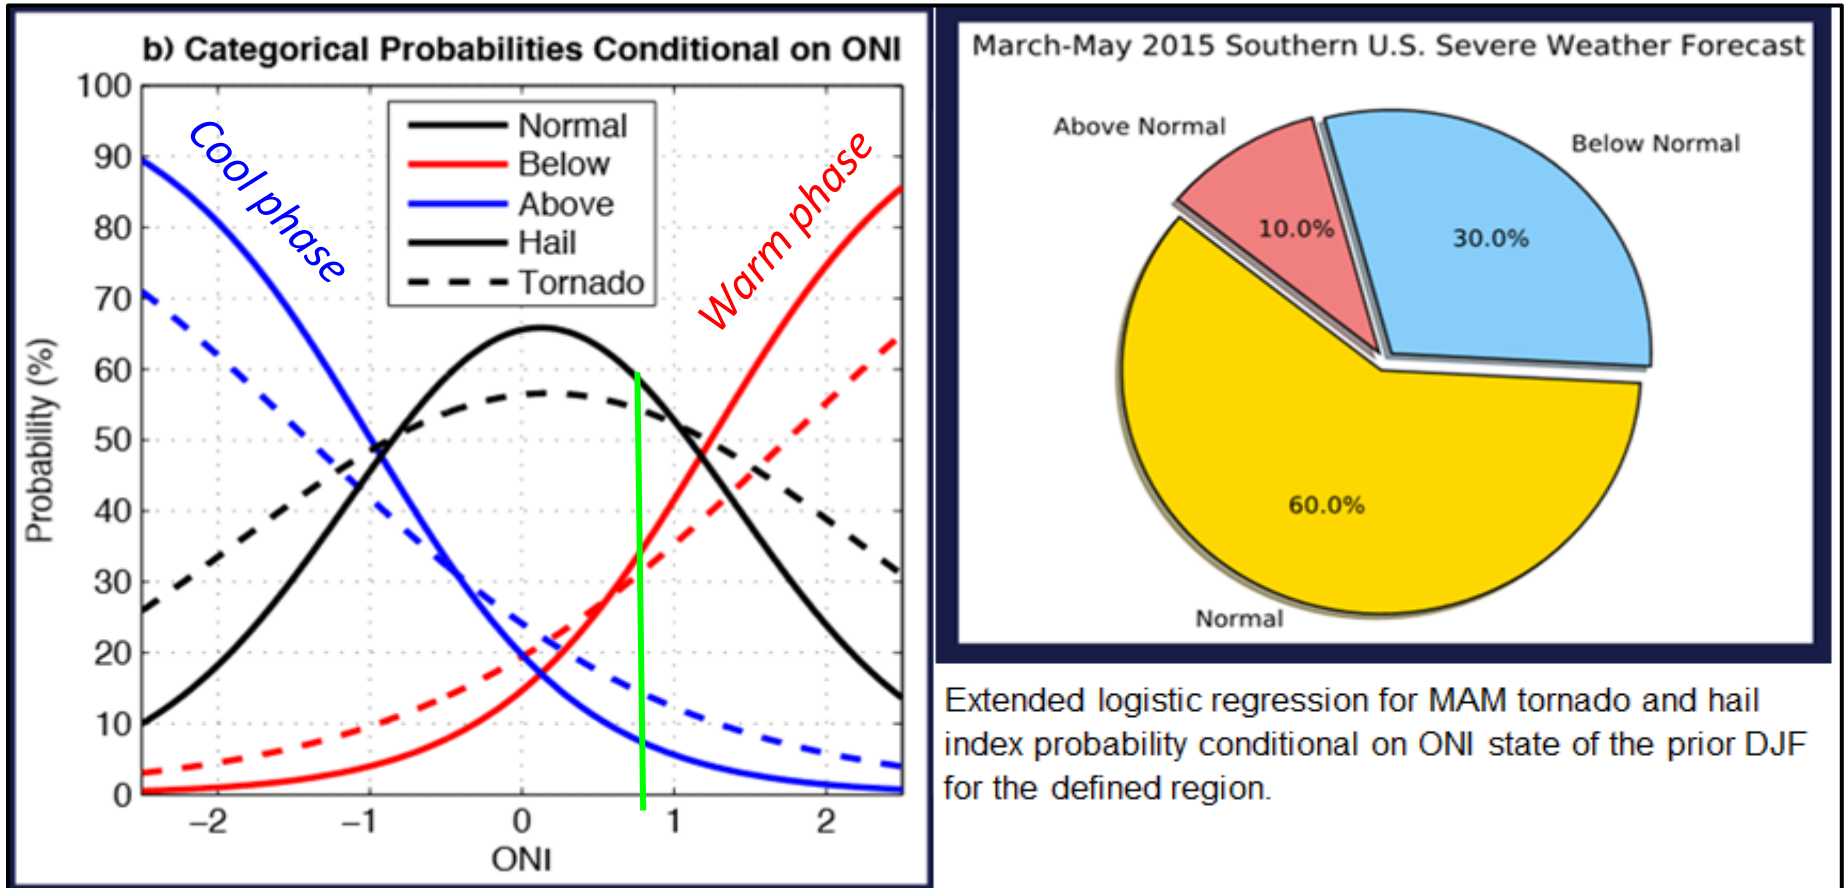 b) Categorical Probabilities Conditional on ONI
100
90
80
70
60
50
40
30
20
10
0
Probability (%)
Cool phase
Normal
Below
Above
Hail
Tornado
Warm phase
−2
−1
0
1
2
ONI
March-May 2015 Southern U.S. Severe Weather Forecast
Above Normal
Below Normal
10.0%
30.0%
60.0%
Normal
Extended logistic regression for MAM tornado and hail
index probability conditional on ONI state of the prior DJF
for the defined region.